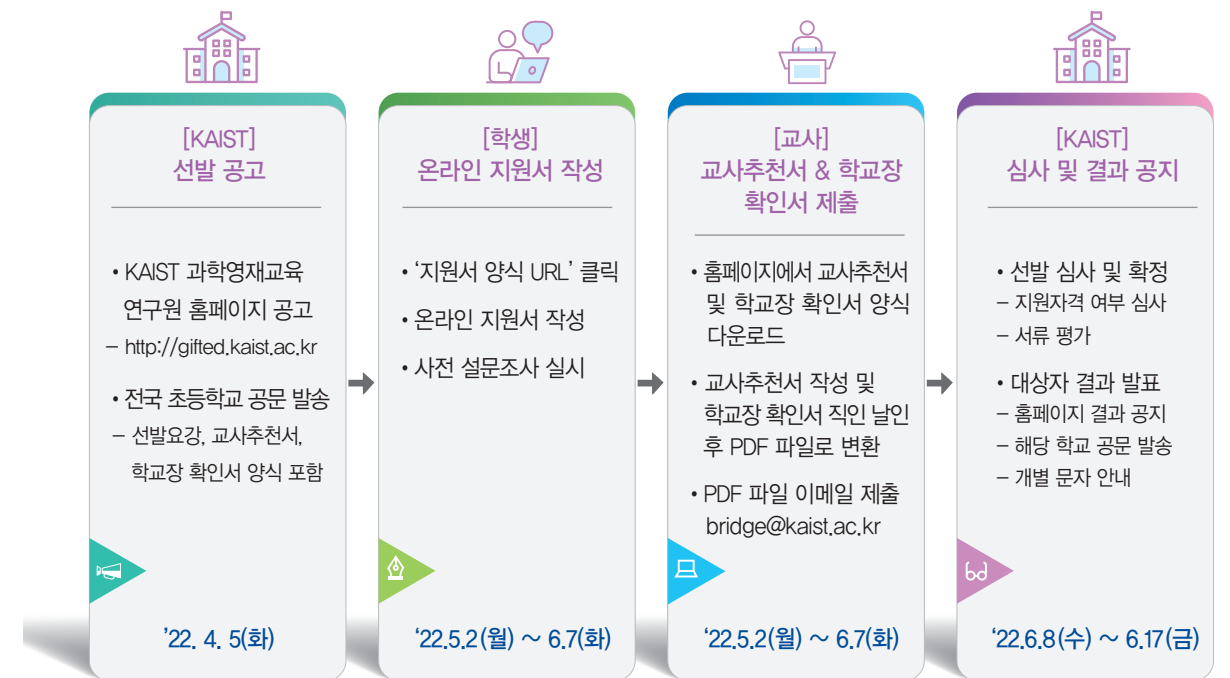 [KAIST]
선발 공고
• KAIST 과학영재교육
연구원 홈페이지 공고
– http://gifted.kaist.ac.kr
• 전국 초등학교 공문 발송
– 선발요강, 교사추천서,
학교장 확인서 양식 포함
'22. 4. 5(화)
[학생]
온라인 지원서 작성
• ‘지원서 양식 URL’ 클릭
• 온라인 지원서 작성
• 사전 설문조사 실시
‘22.5.2(월) ~ 6.7(화)
[교사]
교사추천서 & 학교장
확인서 제출
• 홈페이지에서 교사추천서
및 학교장 확인서 양식
다운로드
• 교사추천서 작성 및
학교장 확인서 직인 날인
후 PDF 파일로 변환
• PDF 파일 이메일 제출
bridge@kaist.ac.kr
‘22.5.2(월) ~ 6.7(화)
[KAIST]
심사 및 결과 공지
• 선발 심사 및 확정
– 지원자격 여부 심사
– 서류 평가
• 대상자 결과 발표
– 홈페이지 결과 공지
– 해당 학교 공문 발송
– 개별 문자 안내
‘22.6.8(수) ~ 6.17(금)